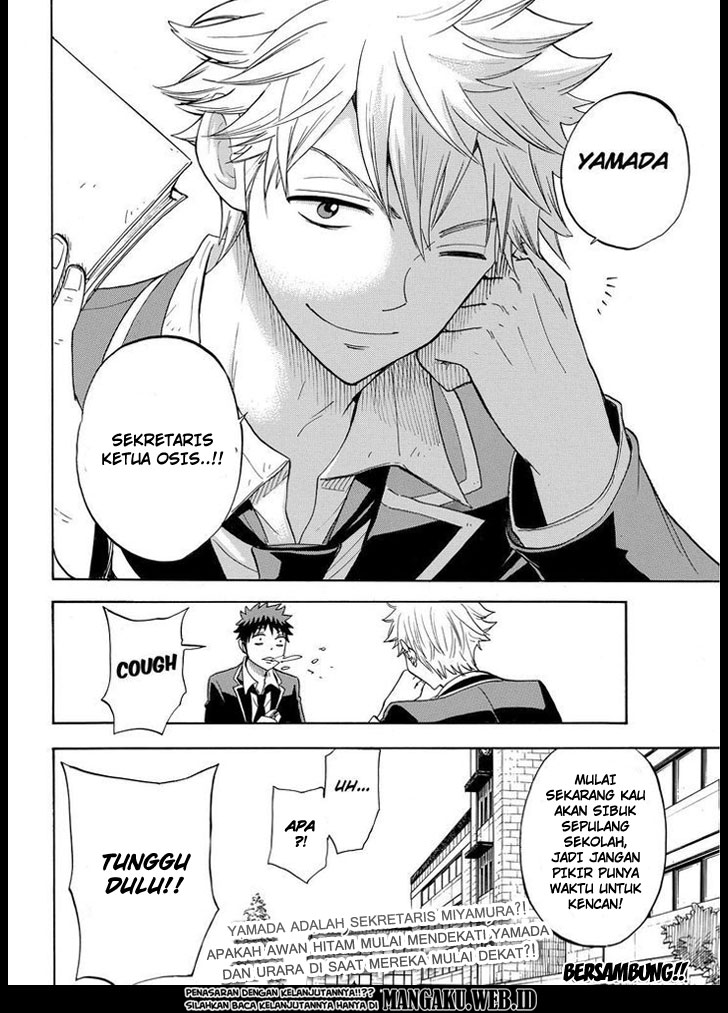 YAMADA
SEKRETARIS
KETUA OSIS..!!
COUGH
MULAI
SEKARANG KAU
AKAN SIBUK
SEPULANG
SEKOLAH,
JADI JANGAN
PIKIR PUNYA
WAKTU UNTUK
KENCAN!
UH...
APA
?!
TUNGGU
DULU!!
YAMADA ADALAH SEKRETARIS MIYAMURA?!
APAKAH AWAN HITAM MULAI MENDEKATI YAMADA
DAN URARA DI SAAT MEREKA MULAI DEKAT?!
BERSAMBUNG!!
PENASARAN DENGAN KELANJUTANNYA!!??
SILAHKAN BACA KELANJUTANNYA HANYA DI MANGAKU.WEB.ID